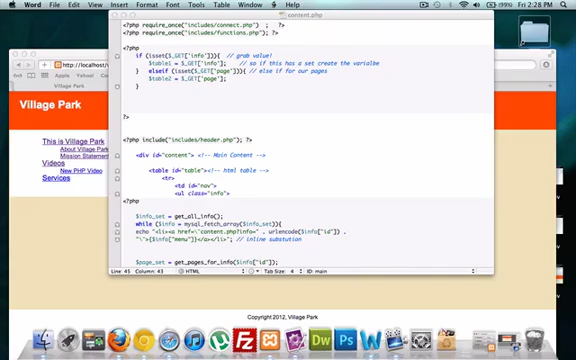 Word File Edit View Insert Format Font Tools Table Window Help
(99%) Fri 2:28 PM
content.php
<?php require_once("includes/connect.php") ; ?>
<?php require_once("includes/functions.php"); ?>
<?php
if (isset($_GET['info'])){ // grab value!
$table1 = $_GET['info']; // so if this has a set create the varialbe
} elseif (isset($_GET['page'])){ // else if for our pages
$table2 = $_GET['page'];
}
?>
<?php include("includes/header.php"); ?>
<div id="content"> <!-- Main Content -->
<table id="table"><!-- html table -->
<tr>
<td id="nav">
<ul class="info">
<?php
$info_set = get_all_info();
while ($info = mysql_fetch_array($info_set)){
echo "<li><a href=\"content.php?info=" . urlencode($info["id"]) .
"\">{$info["menu"]}</a></li>"; // inline substution
$page_set = get_pages_for_info($info["id"]);
Line: 45 Column: 43 HTML Tab Size: 4 ID: main
http://localhost/
Apple Yahoo!
Village Park
This is Village Park
About Village Park
Mission Statement
Videos
New PHP Video
Services
Copyright 2012, Village Park